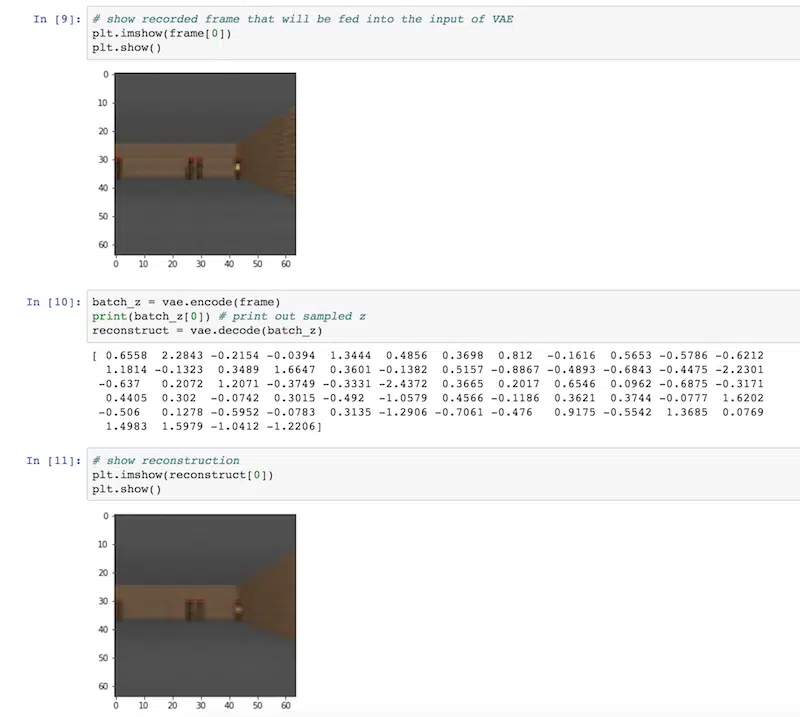 In [9]: # show recorded frame that will be fed into the input of VAE
plt.imshow(frame[0])
plt.show()
0
10
20
30
40
50
60
0 10 20 30 40 50 60
In [10]: batch_z = vae.encode(frame)
print(batch_z[0]) # print out sampled z
reconstruct = vae.decode(batch_z)
[ 0.6558 2.2843 -0.2154 -0.0394 1.3444 0.4856 0.3698 0.812 -0.1616 0.5653 -0.5786 -0.6212
1.1814 -0.1323 0.3489 1.6647 0.3601 -0.1382 0.5157 -0.8867 -0.4893 -0.6843 -0.4475 -2.2301
-0.637 0.2072 1.2071 -0.3749 -0.3331 -2.4372 0.3665 0.2017 0.6546 0.0962 -0.6875 -0.3171
0.4405 0.302 -0.0742 0.3015 -0.492 -1.0579 0.4566 -0.1186 0.3621 0.3744 -0.0777 1.6202
-0.506 0.1278 -0.5952 -0.0783 0.3135 -1.2906 -0.7061 -0.476 0.9175 -0.5542 1.3685 0.0769
1.4983 1.5979 -1.0412 -1.2206]
In [11]: # show reconstruction
plt.imshow(reconstruct[0])
plt.show()
0
10
20
30
40
50
60
0 10 20 30 40 50 60